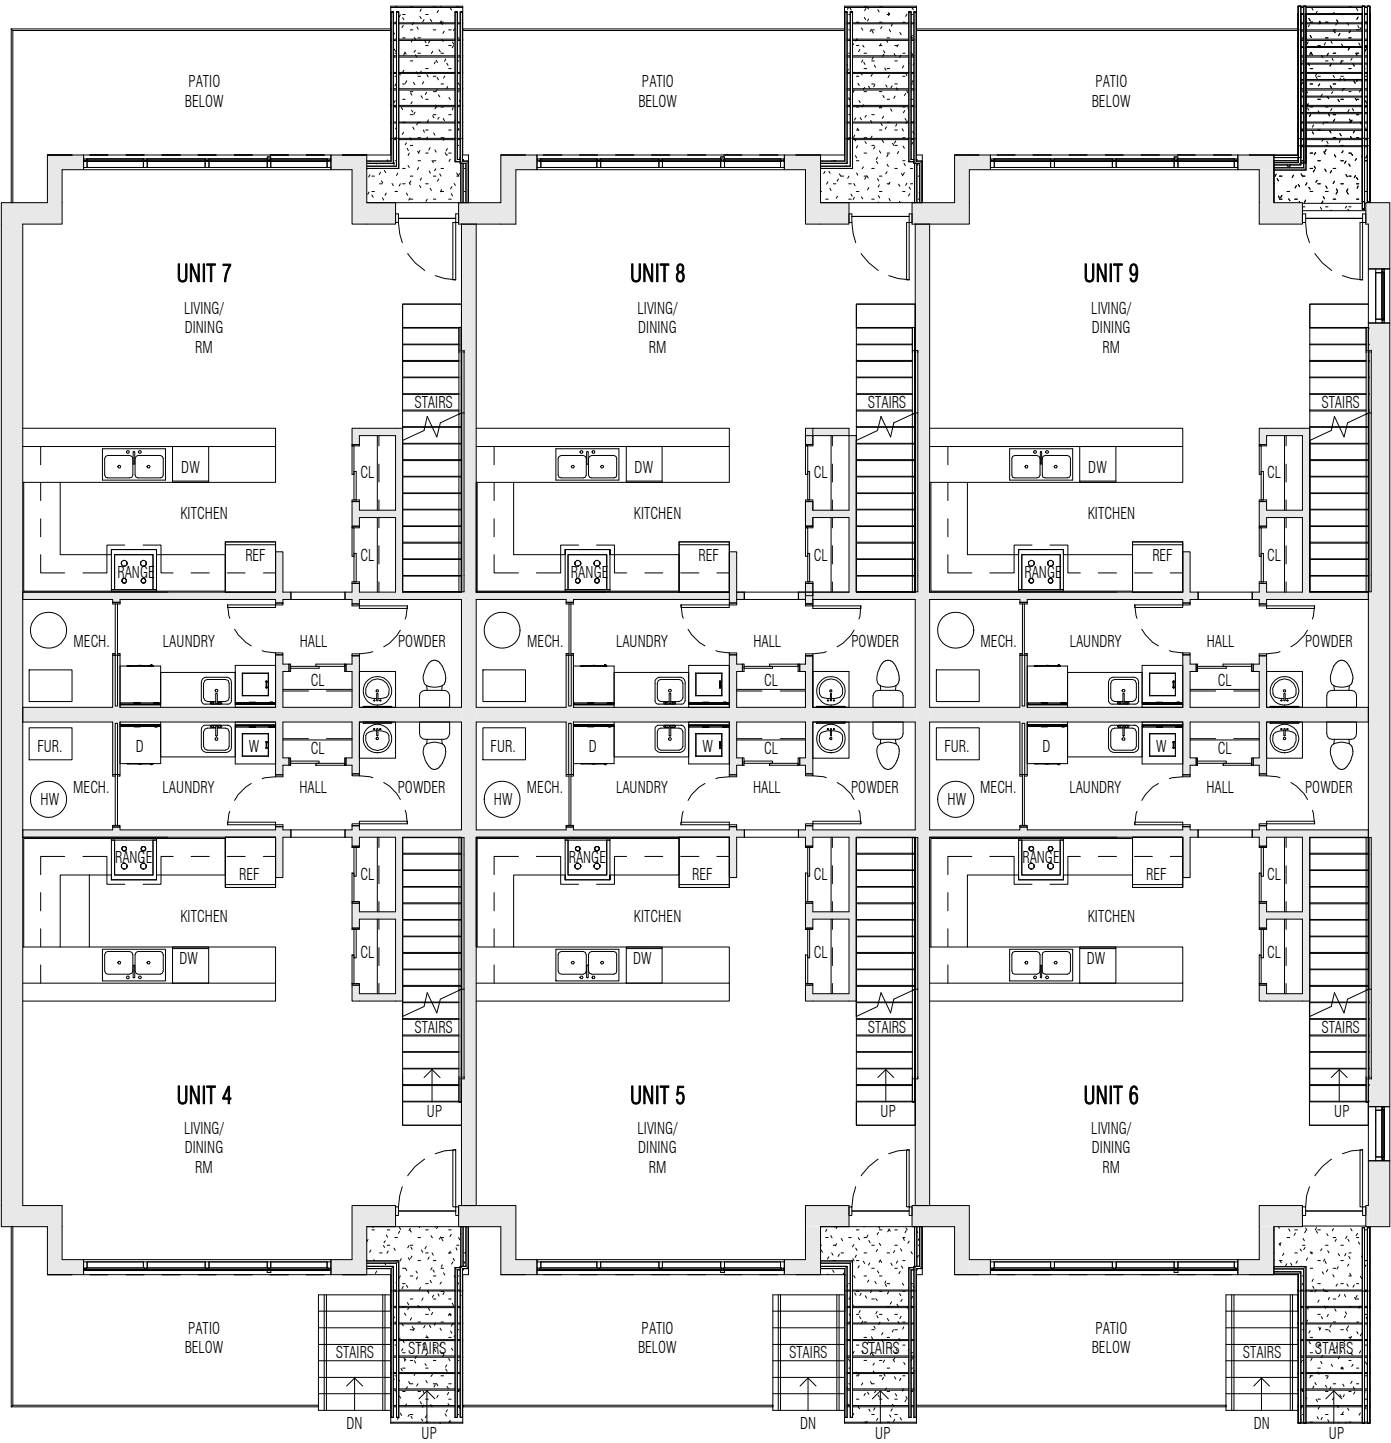 PATIO
BELOW
PATIO
BELOW
PATIO
BELOW
UNIT 7
LIVING/
DINING
RM
UNIT 8
LIVING/
DINING
RM
UNIT 9
LIVING/
DINING
RM
STAIRS
STAIRS
STAIRS
DW
CL
DW
CL
DW
CL
KITCHEN
KITCHEN
KITCHEN
RANGE
REF
CL
RANGE
REF
CL
RANGE
REF
CL
MECH.
LAUNDRY
HALL
POWDER
MECH.
LAUNDRY
HALL
POWDER
MECH.
LAUNDRY
HALL
POWDER
CL
CL
CL
FUR.
D
W
CL
FUR.
D
W
CL
FUR.
D
W
CL
HW
MECH.
LAUNDRY
HALL
POWDER
HW
MECH.
LAUNDRY
HALL
POWDER
HW
MECH.
LAUNDRY
HALL
POWDER
RANGE
REF
CL
RANGE
REF
CL
RANGE
REF
CL
KITCHEN
KITCHEN
KITCHEN
DW
CL
DW
CL
DW
CL
STAIRS
STAIRS
STAIRS
UNIT 4
UP
UNIT 5
UP
UNIT 6
UP
LIVING/
DINING
RM
LIVING/
DINING
RM
LIVING/
DINING
RM
PATIO
BELOW
STAIRS
STAIRS
PATIO
BELOW
STAIRS
STAIRS
PATIO
BELOW
STAIRS
STAIRS
DN
UP
DN
UP
DN
UP